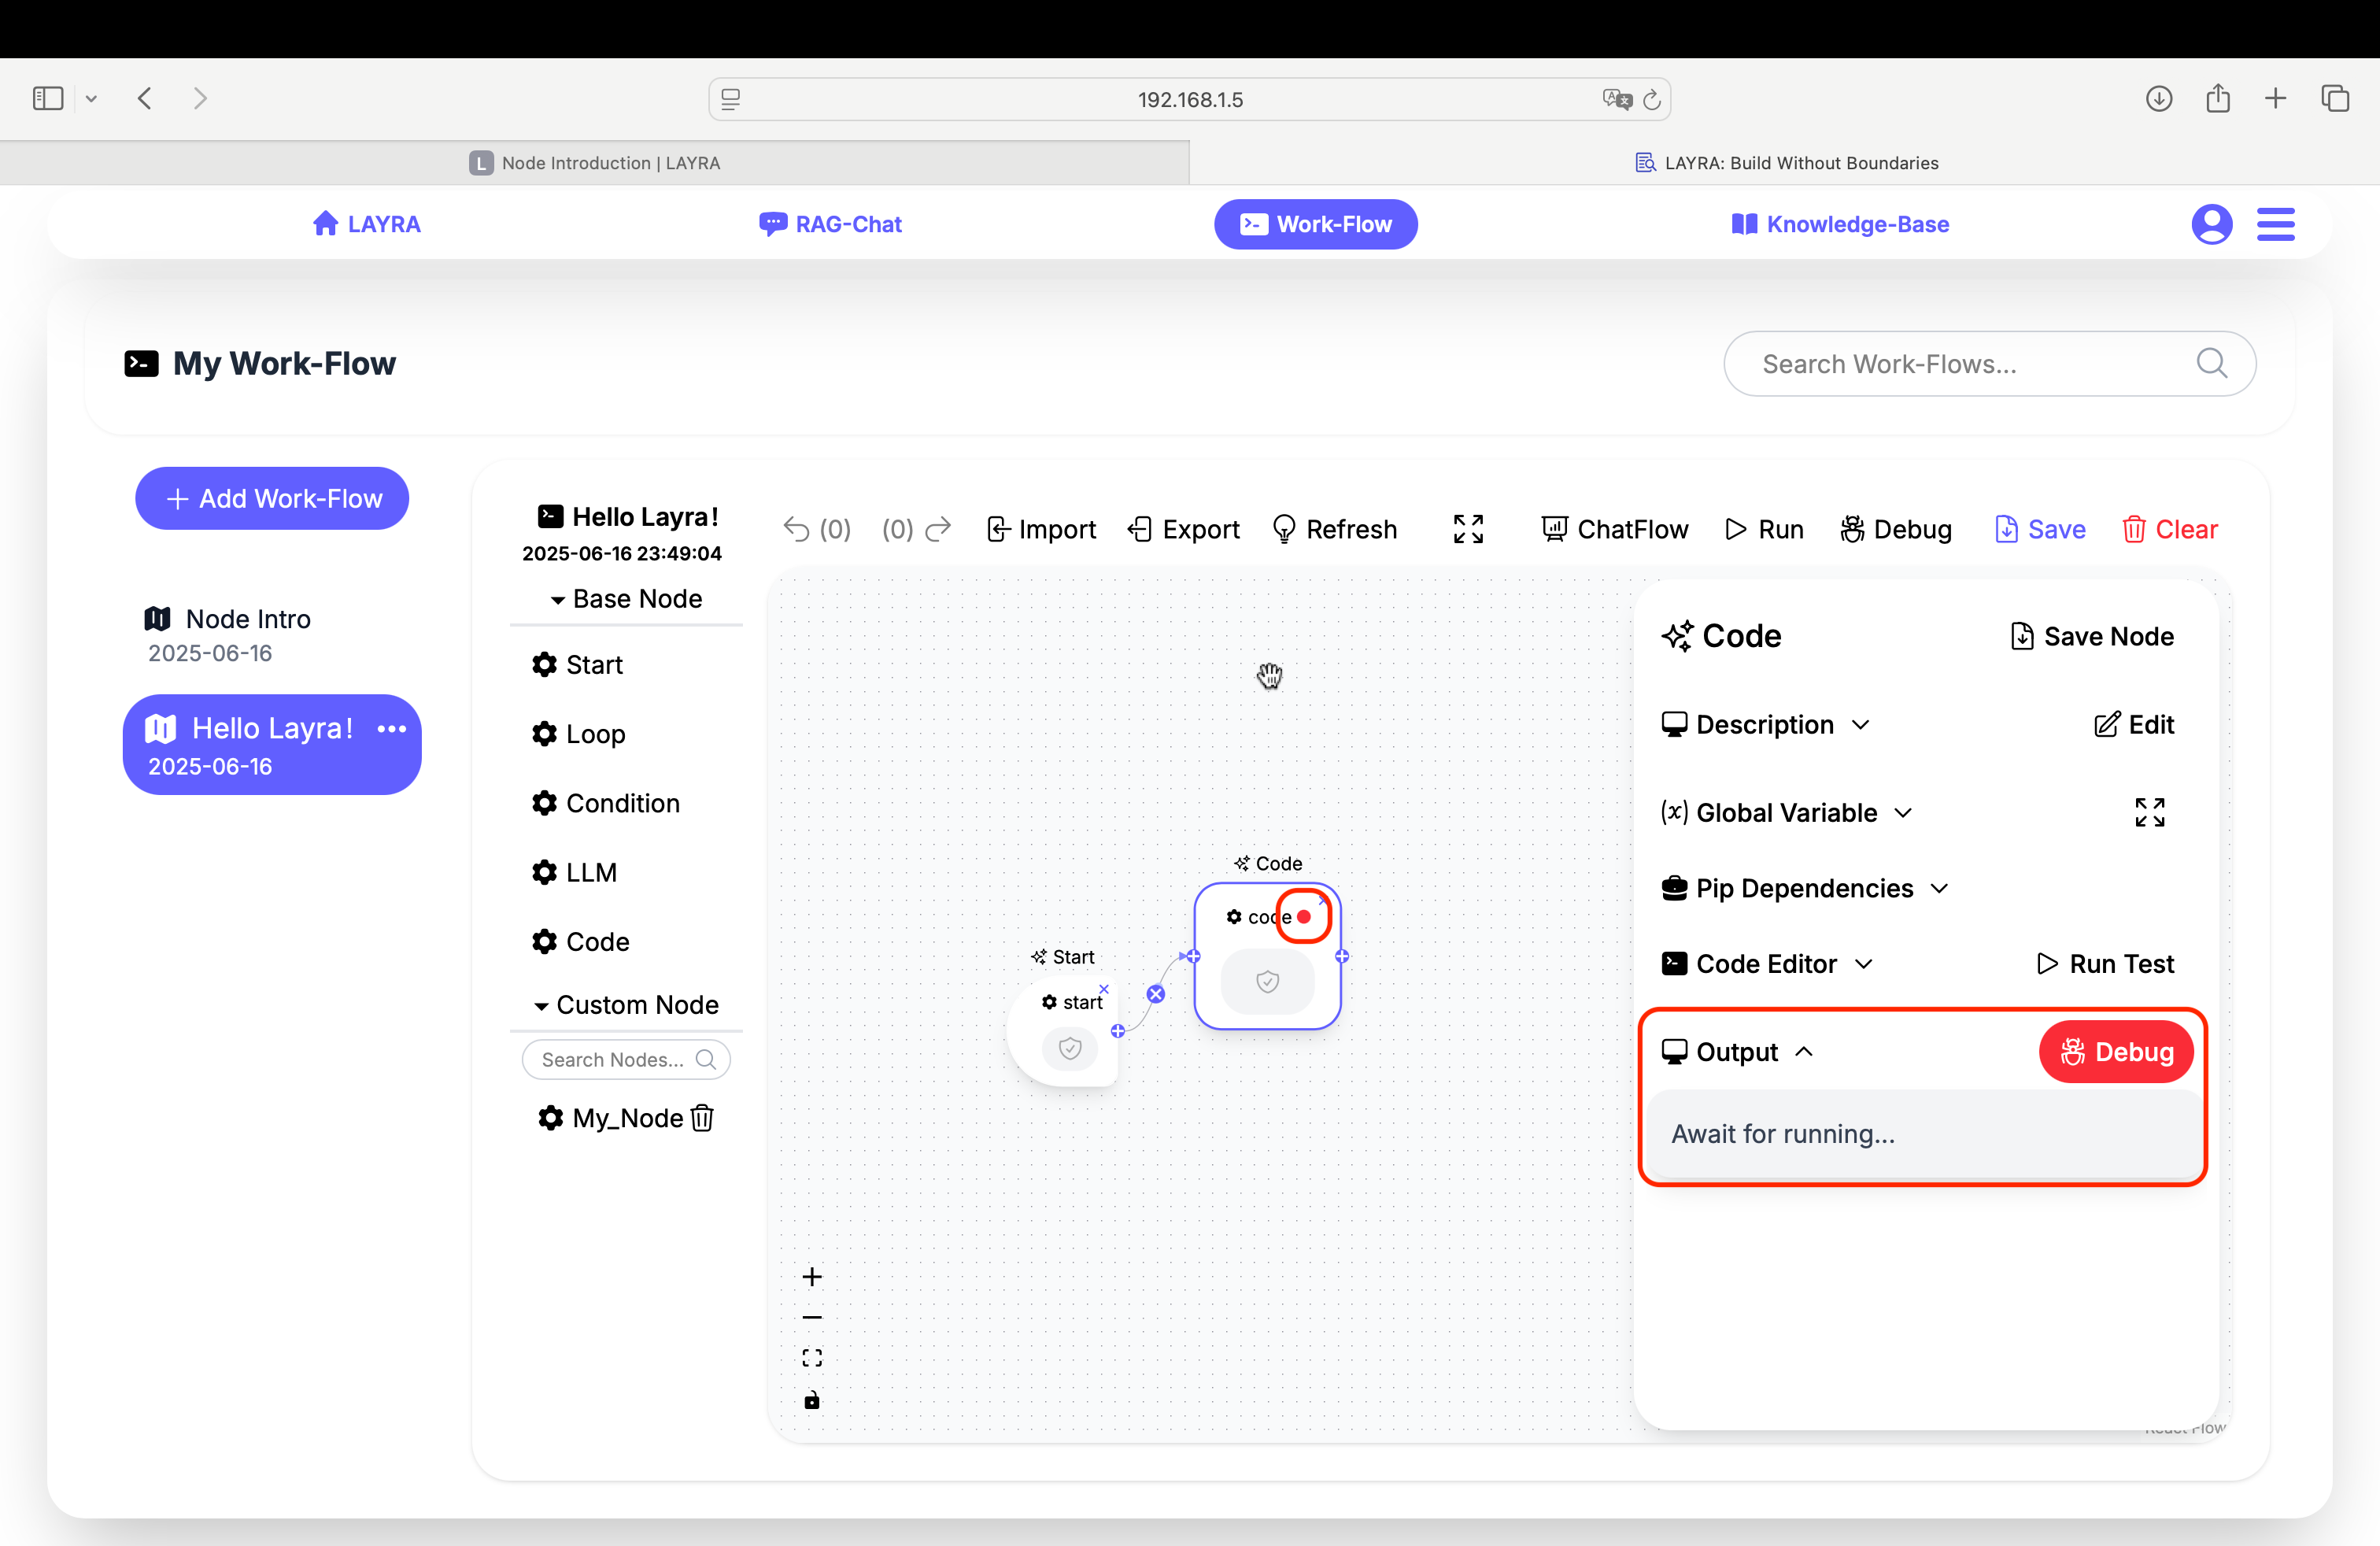 192.168.1.5
L Node Introduction | LAYRA
LAYRA: Build Without Boundaries
LAYRA
RAG-Chat
Work-Flow
Knowledge-Base
My Work-Flow
Search Work-Flows...
Add Work-Flow
Node Intro
2025-06-16
Hello Layra!
2025-06-16
Hello Layra!
2025-06-16 23:49:04
Base Node
Start
Loop
Condition
LLM
Code
Custom Node
Search Nodes...
My_Node
(0) (0) Import Export Refresh ChatFlow Run Debug Save Clear
Code
code
Start
start
Code
Save Node
Description
Edit
(x) Global Variable
Pip Dependencies
Code Editor
Run Test
Output
Debug
Await for running...
React Flow